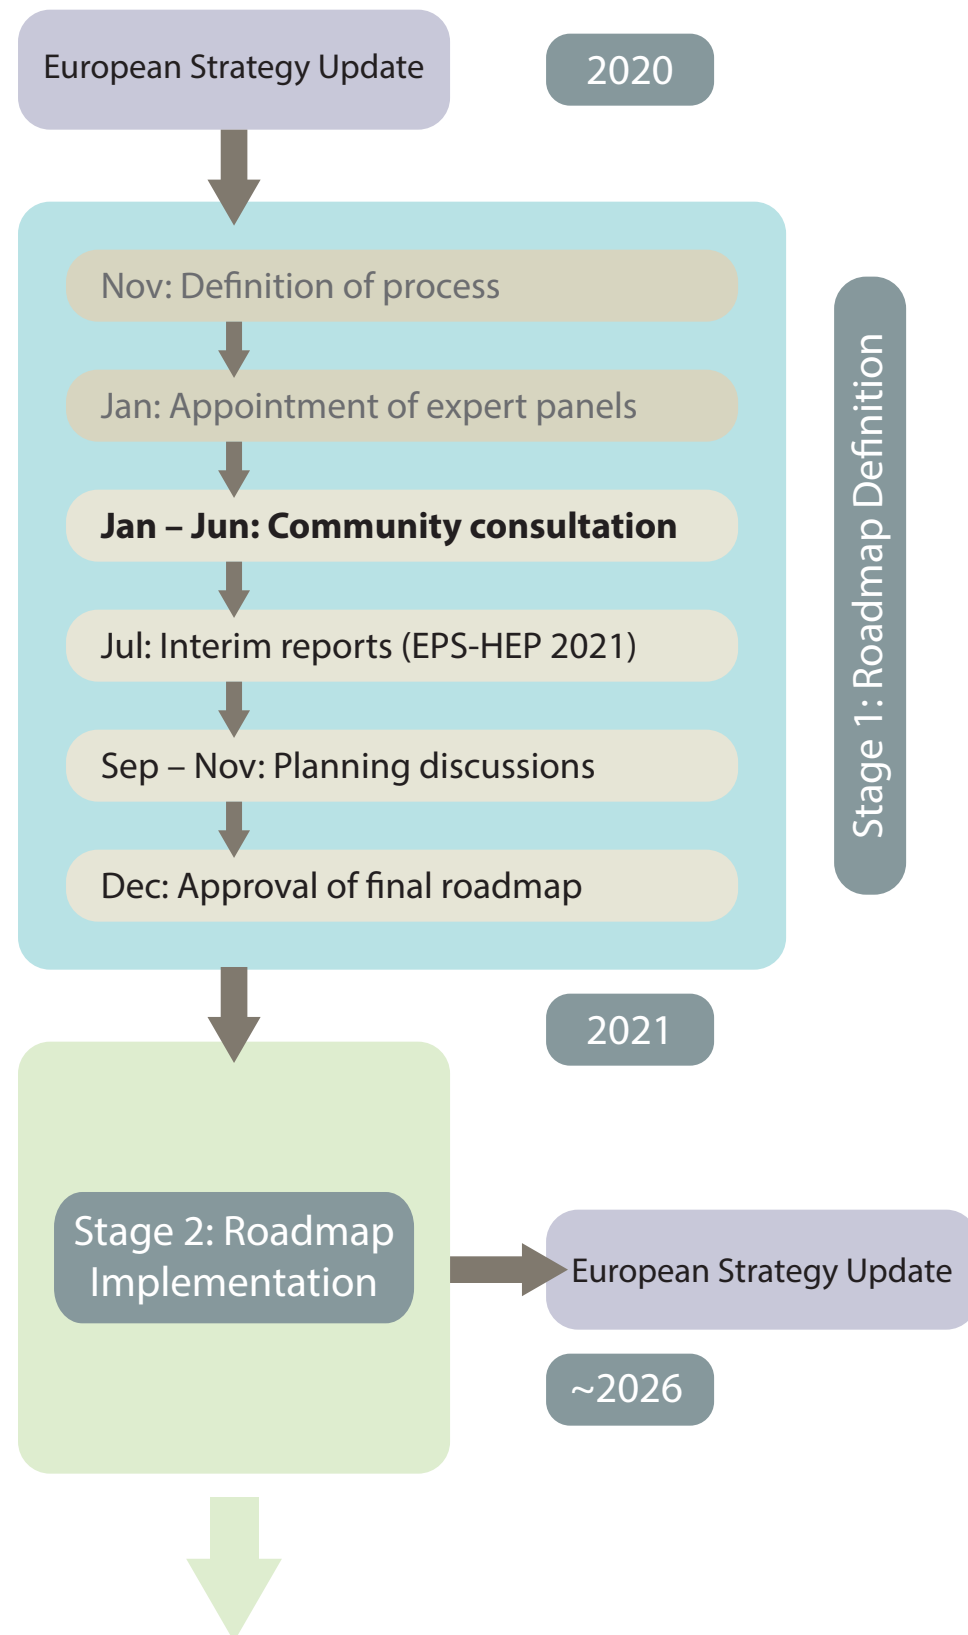 European Strategy Update
2020
Nov: Definition of process
Jan: Appointment of expert panels
Jan – Jun: Community consultation
Jul: Interim reports (EPS-HEP 2021)
Sep – Nov: Planning discussions
Dec: Approval of final roadmap
Stage 1: Roadmap Definition
2021
Stage 2: Roadmap
Implementation
European Strategy Update
~2026